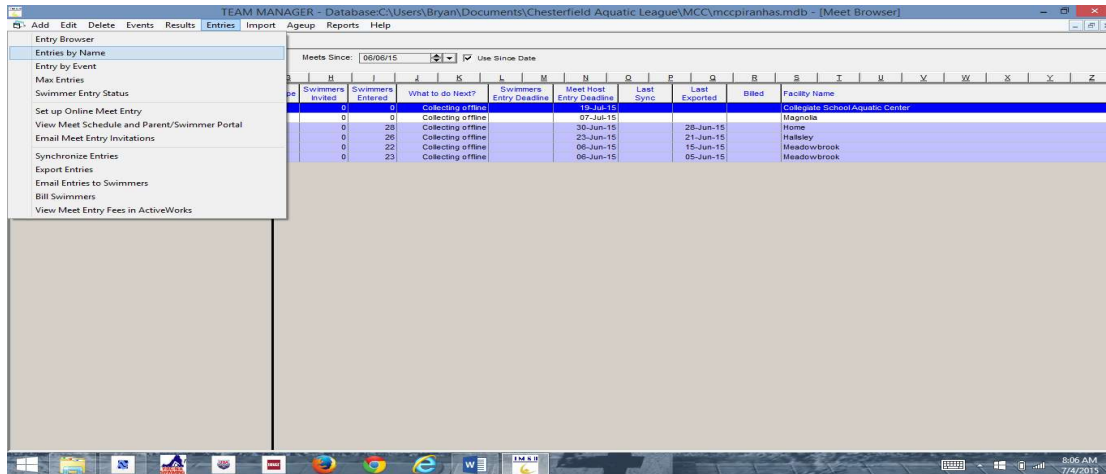 TEAM MANAGER - Database:C:\Users\Bryan\Documents\Chesterfield Aquatic League\MCC\mccpiranhas.mdb - [Meet Browser]
Add Edit Delete Events Results Entries Import Ageup Reports Help
Entry Browser
Entries by Name
Entry by Event
Max Entries
Swimmer Entry Status
Set up Online Meet Entry
View Meet Schedule and Parent/Swimmer Portal
Email Meet Entry Invitations
Synchronize Entries
Export Entries
Email Entries to Swimmers
Bill Swimmers
View Meet Entry Fees in ActiveWorks
Meets Since: 06/06/15 Use Since Date
G H I J K L M N O P Q R S T U V W X Y Z
pe Swimmers Invited Swimmers Entered What to do Next? Swimmers Entry Deadline Meet Host Entry Deadline Last Sync Last Exported Billed Facility Name
0 0 Collecting offline 19-Jul-15 Collegiate School Aquatic Center
0 0 Collecting offline 07-Jul-15 Magnolia
0 28 Collecting offline 30-Jun-15 28-Jun-15 Home
0 26 Collecting offline 23-Jun-15 21-Jun-15 Hallsley
0 22 Collecting offline 06-Jun-15 15-Jun-15 Meadowbrook
0 23 Collecting offline 06-Jun-15 05-Jun-15 Meadowbrook
8:06 AM
7/4/2015